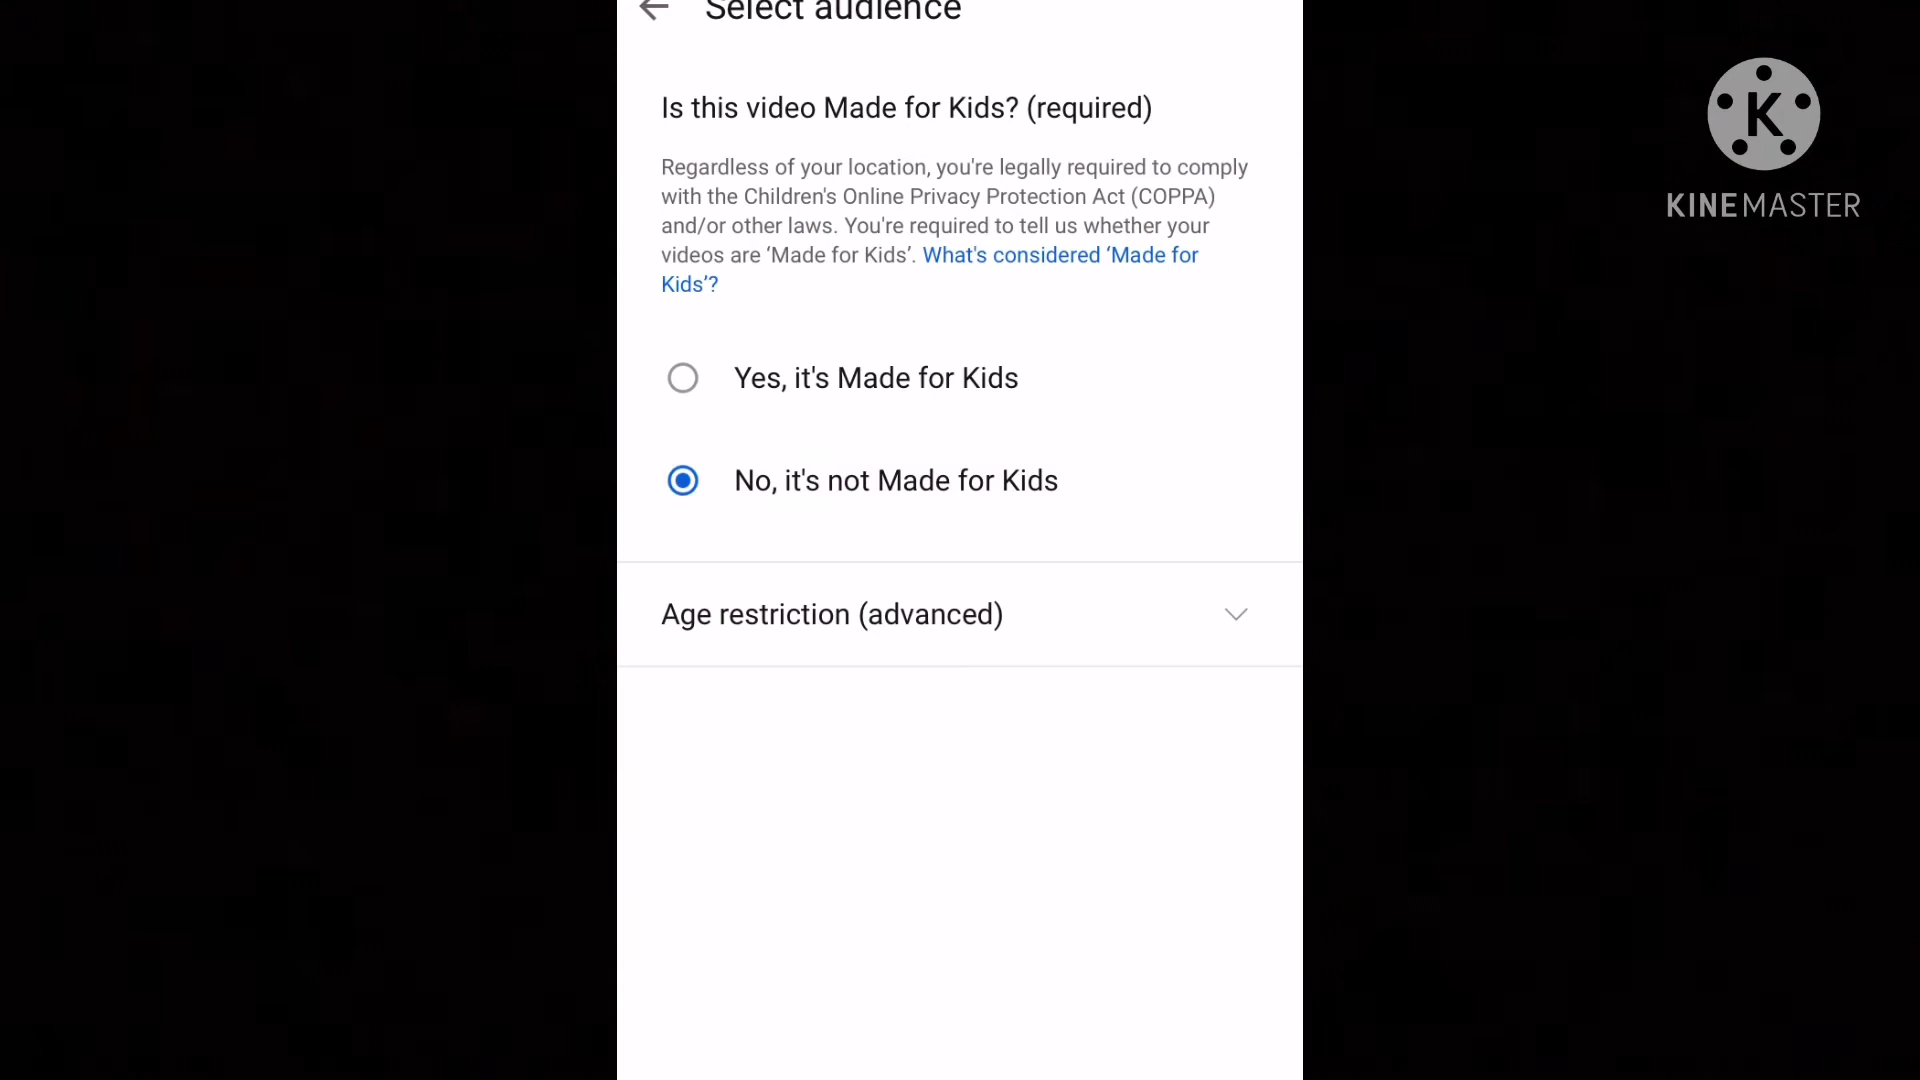 Select audience
Is this video Made for Kids? (required)
Regardless of your location, you're legally required to comply
with the Children's Online Privacy Protection Act (COPPA)
and/or other laws. You're required to tell us whether your
videos are ‘Made for Kids’. What's considered ‘Made for
Kids’?
Yes, it's Made for Kids
No, it's not Made for Kids
Age restriction (advanced)
K
KINEMASTER